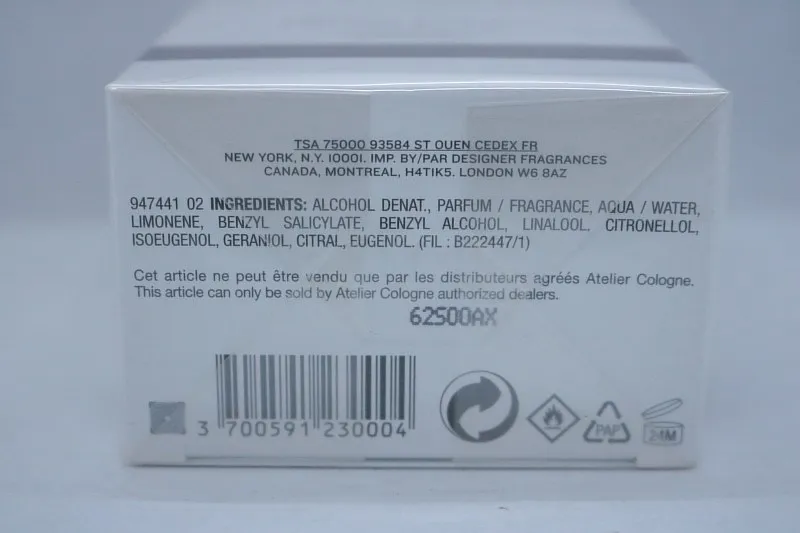 TSA 75000 93584 ST OUEN CEDEX FR
NEW YORK, N.Y. 10001. IMP. BY/PAR DESIGNER FRAGRANCES
CANADA, MONTREAL, H4T1K5. LONDON W6 8AZ
947441 02 INGREDIENTS: ALCOHOL DENAT., PARFUM / FRAGRANCE, AQUA / WATER,
LIMONENE, BENZYL SALICYLATE, BENZYL ALCOHOL, LINALOOL, CITRONELLOL,
ISOEUGENOL, GERANIOL, CITRAL, EUGENOL. (FIL : B222447/1)
Cet article ne peut être vendu que par les distributeurs agréés Atelier Cologne.
This article can only be sold by Atelier Cologne authorized dealers.
62S00AX
3 700591 230004
PAP
24M